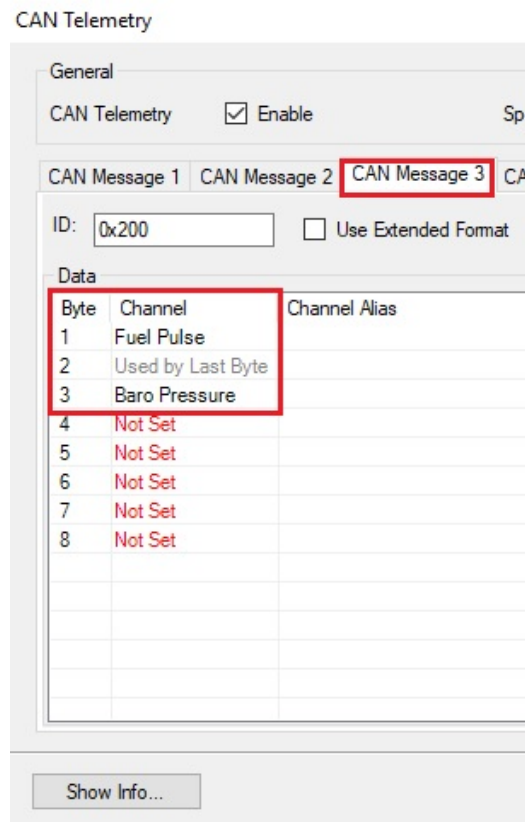 CAN Telemetry
General
CAN Telemetry Enable Sp
CAN Message 1 CAN Message 2 CAN Message 3 CA
ID: 0x200 Use Extended Format
Data
Byte Channel Channel Alias
1 Fuel Pulse
2 Used by Last Byte
3 Baro Pressure
4 Not Set
5 Not Set
6 Not Set
7 Not Set
8 Not Set
Show Info...